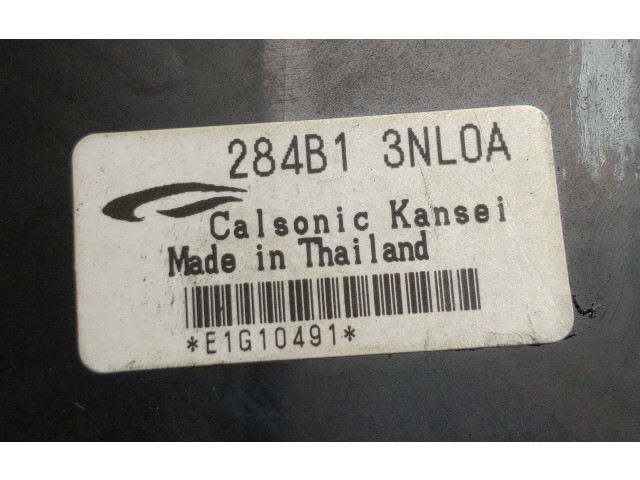 284B1 3NL0A
Calsonic Kansei
Made in Thailand
*E1G10491*